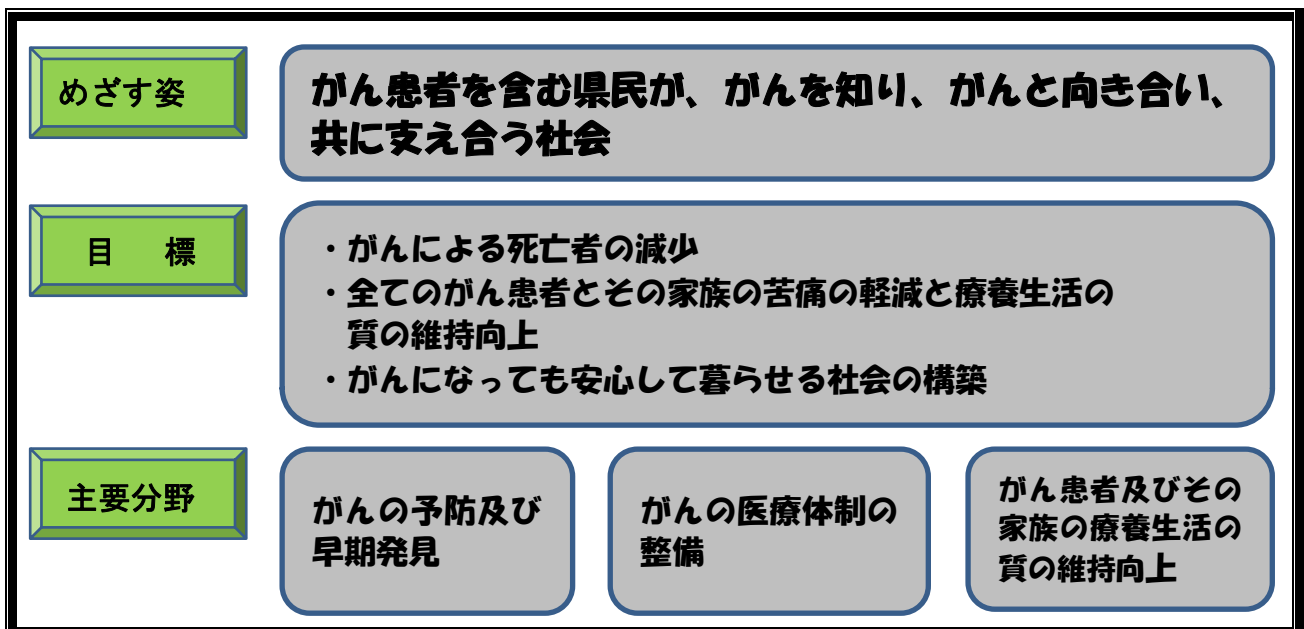 めざす姿
がん患者を含む県民が、がんを知り、がんと向き合い、
共に支え合う社会
目　標
・がんによる死亡者の減少
・全てのがん患者とその家族の苦痛の軽減と療養生活の
質の維持向上
・がんになっても安心して暮らせる社会の構築
主要分野
がんの予防及び
早期発見
がんの医療体制の
整備
がん患者及びその
家族の療養生活の
質の維持向上